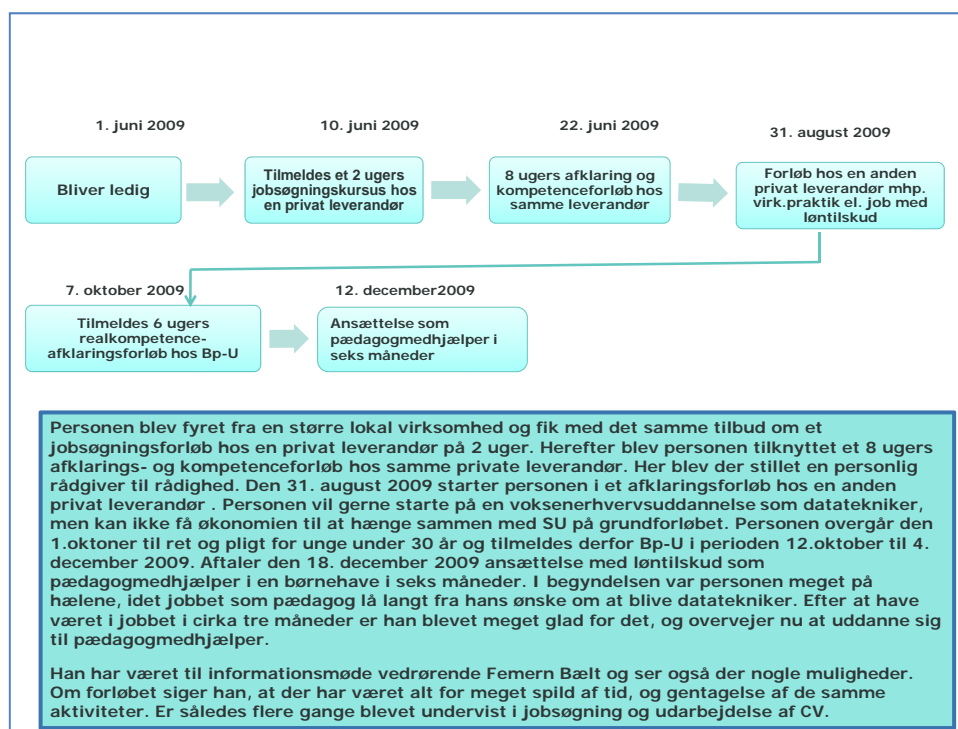 1. juni 2009
10. juni 2009
22. juni 2009
31. august 2009
Bliver ledig
Tilmeldes et 2 ugers
jobsøgningskursus hos
en privat leverandør
8 ugers afklaring og
kompetenceforløb hos
samme leverandør
Forløb hos en anden
privat leverandør mhp.
virk.praktik el. job med
løntilskud
7. oktober 2009
12. december2009
Tilmeldes 6 ugers
realkompetence-
afklaringsforløb hos Bp-U
Ansættelse som
pædagogmedhjælper i
seks måneder
Personen blev fyret fra en større lokal virksomhed og fik med det samme tilbud om et
jobsøgningsforløb hos en privat leverandør på 2 uger. Herefter blev personen tilknyttet et 8 ugers
afklarings- og kompetenceforløb hos samme private leverandør. Her blev der stillet en personlig
rådgiver til rådighed. Den 31. august 2009 starter personen i et afklaringsforløb hos en anden
privat leverandør . Personen vil gerne starte på en voksenerhvervsuddannelse som datatekniker,
men kan ikke få økonomien til at hænge sammen med SU på grundforløbet. Personen overgår den
1.oktoner til ret og pligt for unge under 30 år og tilmeldes derfor Bp-U i perioden 12.oktober til 4.
december 2009. Aftaler den 18. december 2009 ansættelse med løntilskud som
pædagogmedhjælper i en børnehave i seks måneder. I begyndelsen var personen meget på
hælene, idet jobbet som pædagog lå langt fra hans ønske om at blive datatekniker. Efter at have
været i jobbet i cirka tre måneder er han blevet meget glad for det, og overvejer nu at uddanne sig
til pædagogmedhjælper.
Han har været til informationsmøde vedrørende Femern Bælt og ser også der nogle muligheder.
Om forløbet siger han, at der har været alt for meget spild af tid, og gentagelse af de samme
aktiviteter. Er således flere gange blevet undervist i jobsøgning og udarbejdelse af CV.